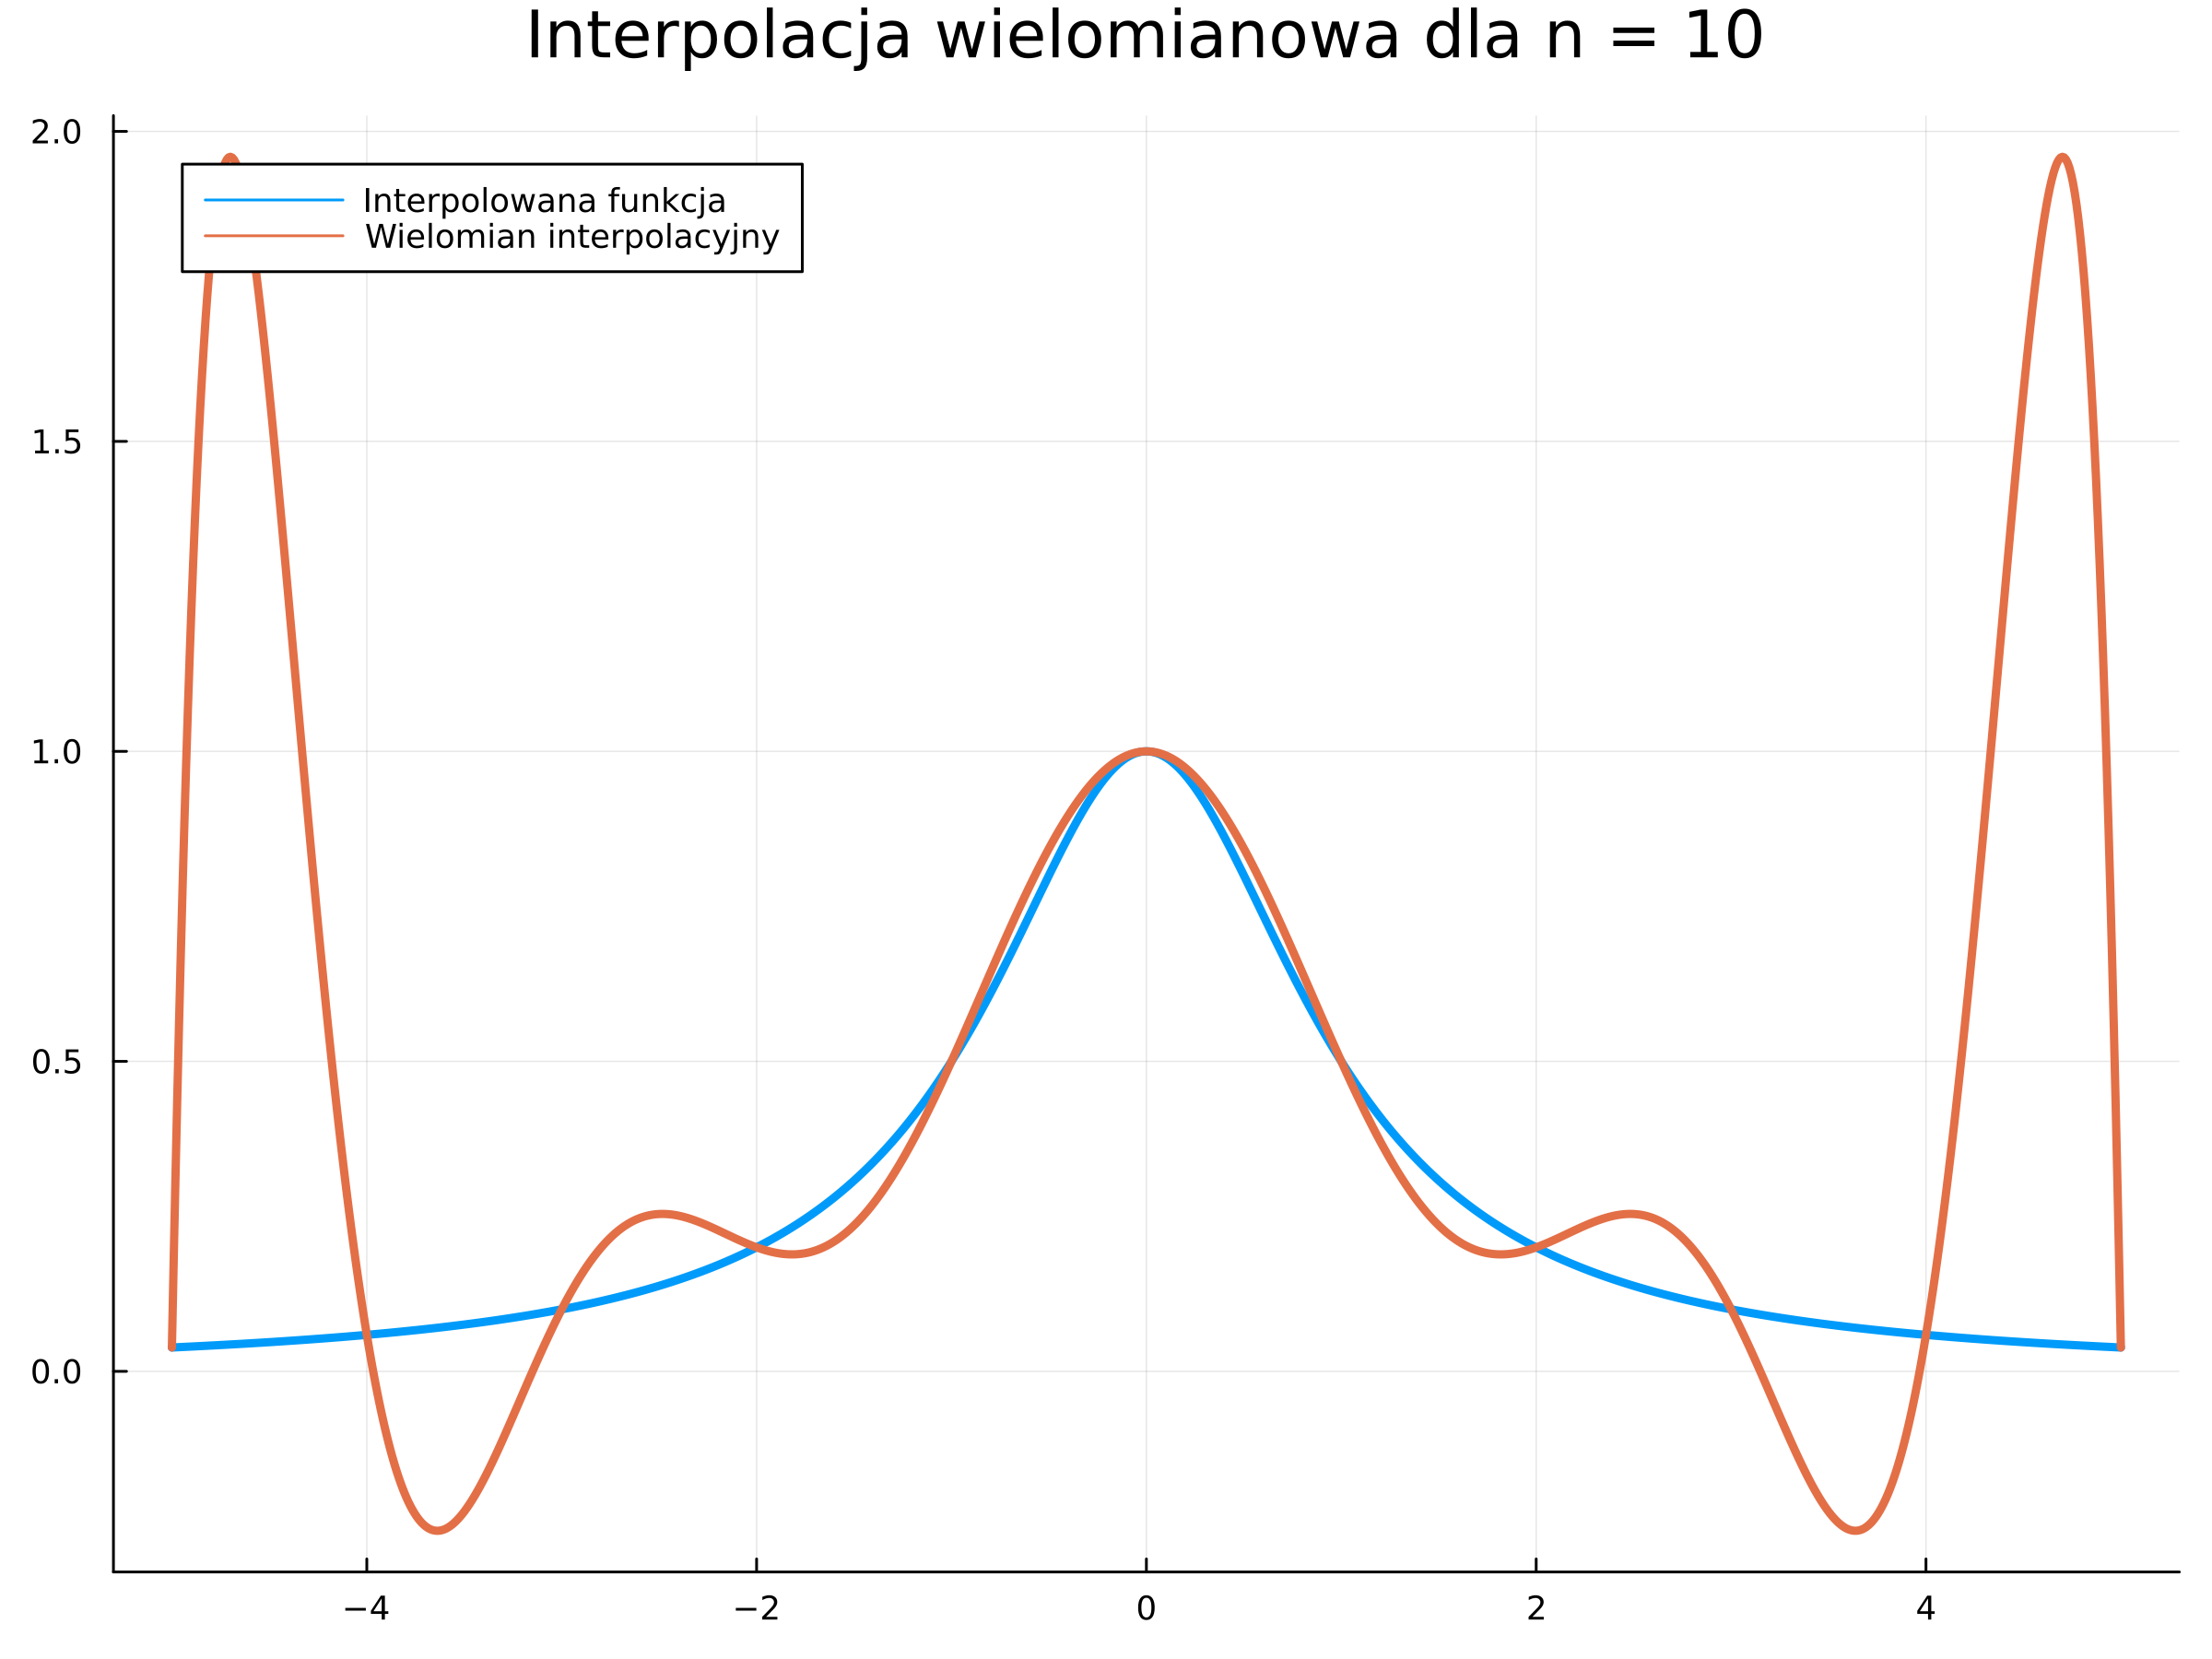 Interpolacja wielomianowa dla n = 10
2.0
Interpolowana funkcja
Wielomian interpolacyjny
1.5
1.0
0.5
0.0
−4 −2 0 2 4